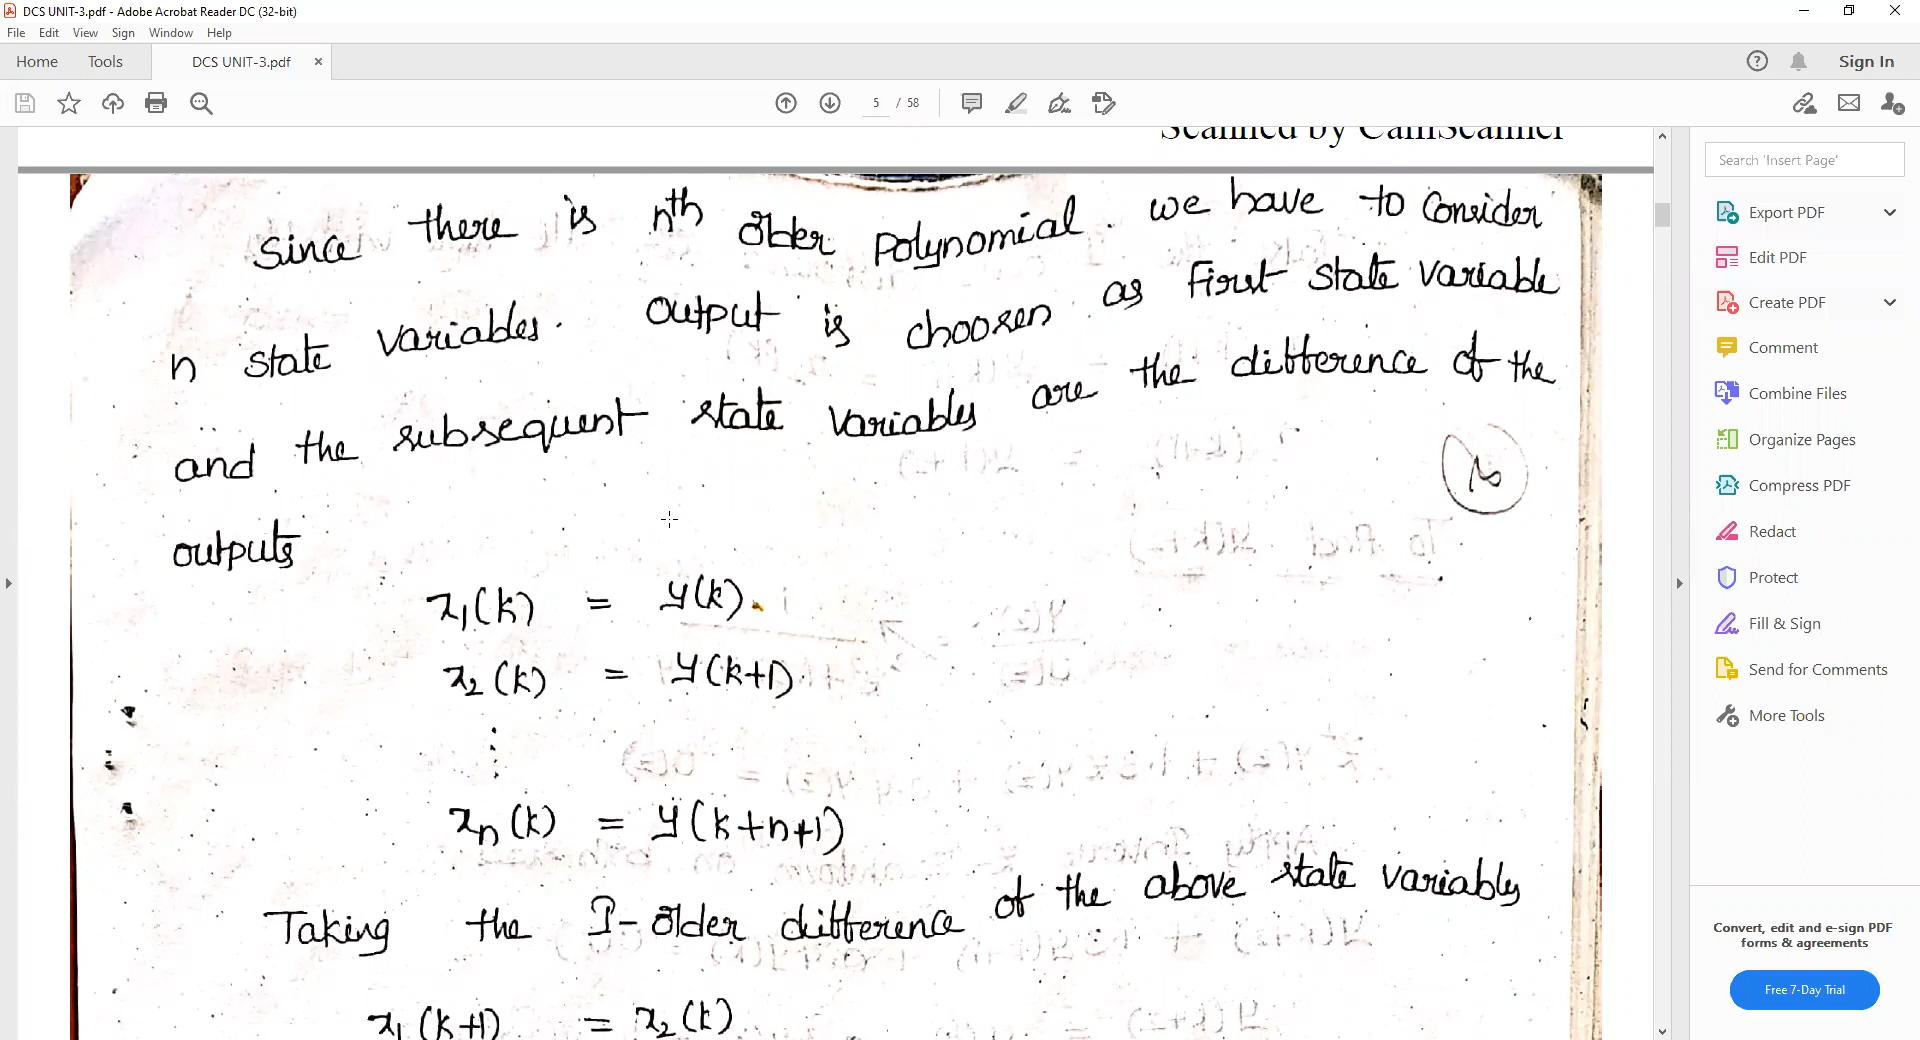 DCS UNIT-3.pdf - Adobe Acrobat Reader DC (32-bit)
File Edit View Sign Window Help
Home Tools DCS UNIT-3.pdf × Sign In
5 / 58
Scanned by CamScanner
Since there is nth order polynomial. we have to Consider
n state variables. Output is choosen as First state variable
and the subsequent state variables are the difference of the
outputs
x1(k) = y(k).
x2(k) = y(k+1).
⋮
xn(k) = y(k+n+1)
Taking the I-order difference of the above state variables
x1(k+1) = x2(k)
Search 'Insert Page'
Export PDF
Edit PDF
Create PDF
Comment
Combine Files
Organize Pages
Compress PDF
Redact
Protect
Fill & Sign
Send for Comments
More Tools
Convert, edit and e-sign PDF
forms & agreements
Free 7-Day Trial